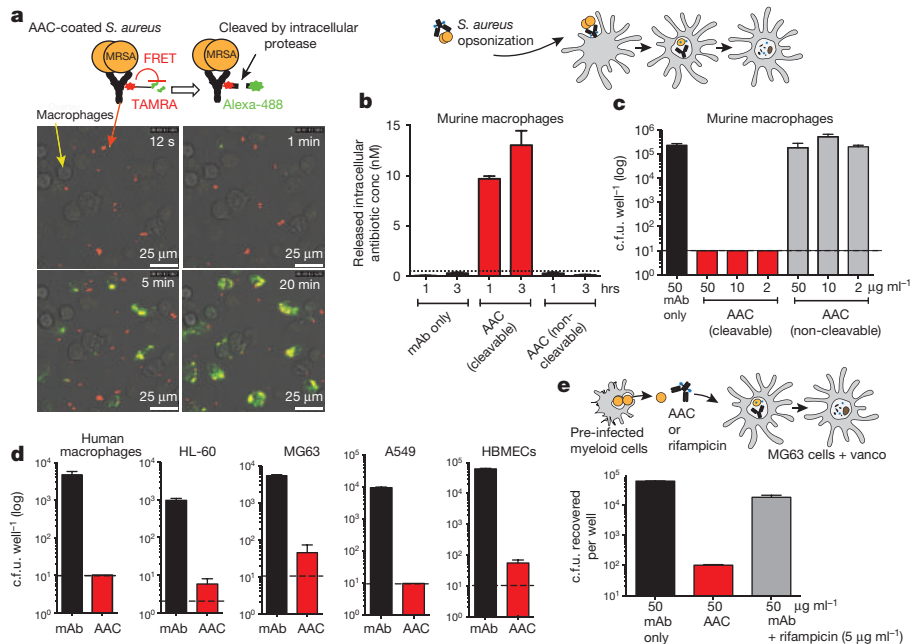 a
AAC-coated S. aureus
Cleaved by intracellular
protease
MRSA
FRET
MRSA
TAMRA
Alexa-488
Macrophages
12 s
1 min
25 μm
25 μm
5 min
20 min
25 μm
25 μm
S. aureus
opsonization
b
Murine macrophages
Released intracellular
antibiotic conc (nM)
15
10
5
0
1 3 1 3 1 3 hrs
mAb only
AAC
(cleavable)
AAC (non-
cleavable)
c
Murine macrophages
c.f.u. well⁻¹ (log)
10⁶
10⁵
10⁴
10³
10²
10¹
10⁰
50 50 10 2 50 10 2 μg ml⁻¹
mAb
only
AAC
(cleavable)
AAC
(non-cleavable)
d
c.f.u. well⁻¹ (log)
Human
macrophages
10⁴
10³
10²
10¹
10⁰
mAb AAC
HL-60
10⁴
10³
10²
10¹
10⁰
mAb AAC
MG63
10⁴
10³
10²
10¹
10⁰
mAb AAC
A549
10⁵
10⁴
10³
10²
10¹
10⁰
mAb AAC
HBMECs
10⁵
10⁴
10³
10²
10¹
10⁰
mAb AAC
e
Pre-infected
myeloid cells
AAC
or
rifampicin
MG63 cells + vanco
c.f.u. recovered
per well
10⁵
10⁴
10³
10²
50 50 50 μg ml⁻¹
mAb
only
AAC
mAb
+ rifampicin (5 μg ml⁻¹)